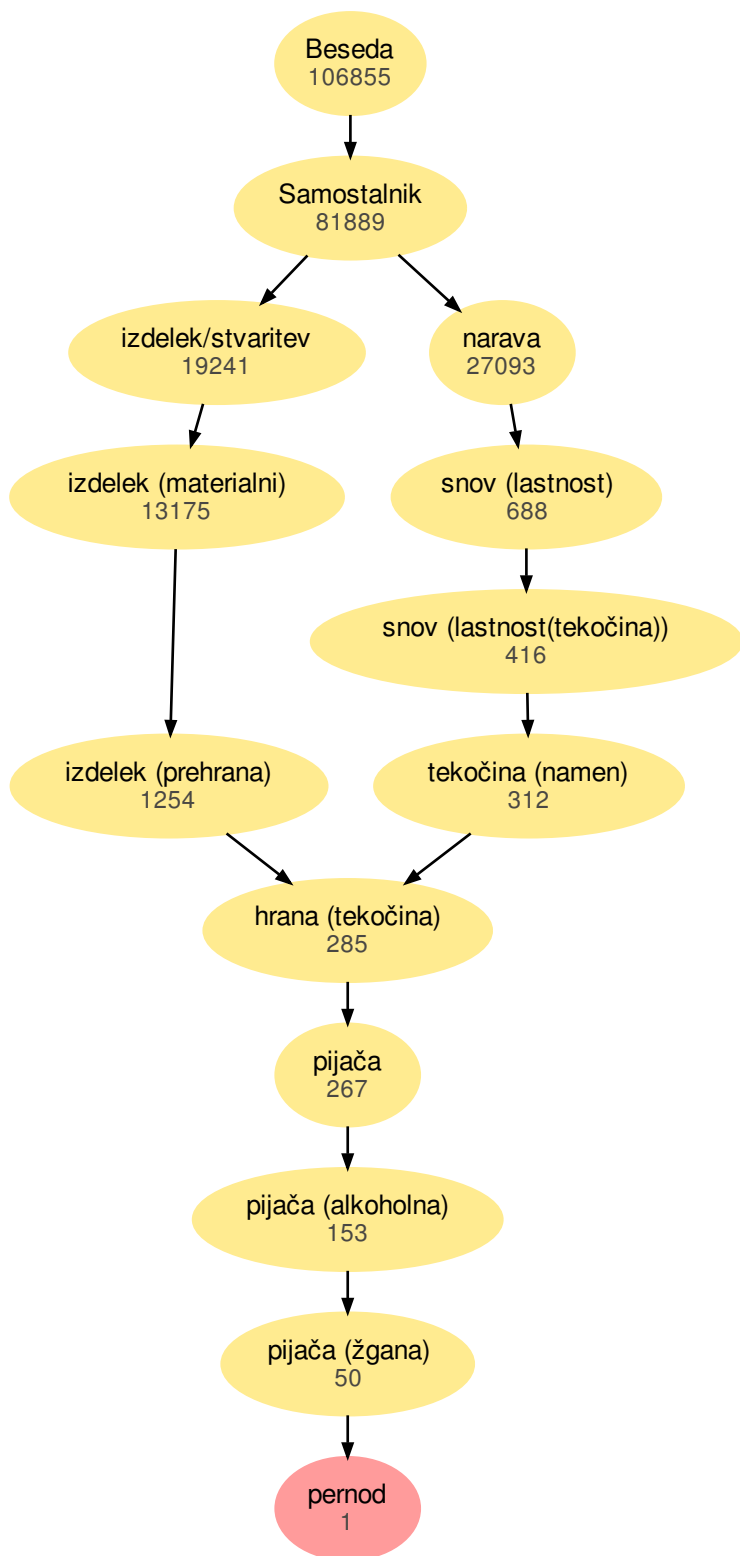 Beseda
106855
Samostalnik
81889
izdelek/stvaritev
19241
narava
27093
izdelek (materialni)
13175
snov (lastnost)
688
snov (lastnost(tekočina))
416
izdelek (prehrana)
1254
tekočina (namen)
312
hrana (tekočina)
285
pijača
267
pijača (alkoholna)
153
pijača (žgana)
50
pernod
1